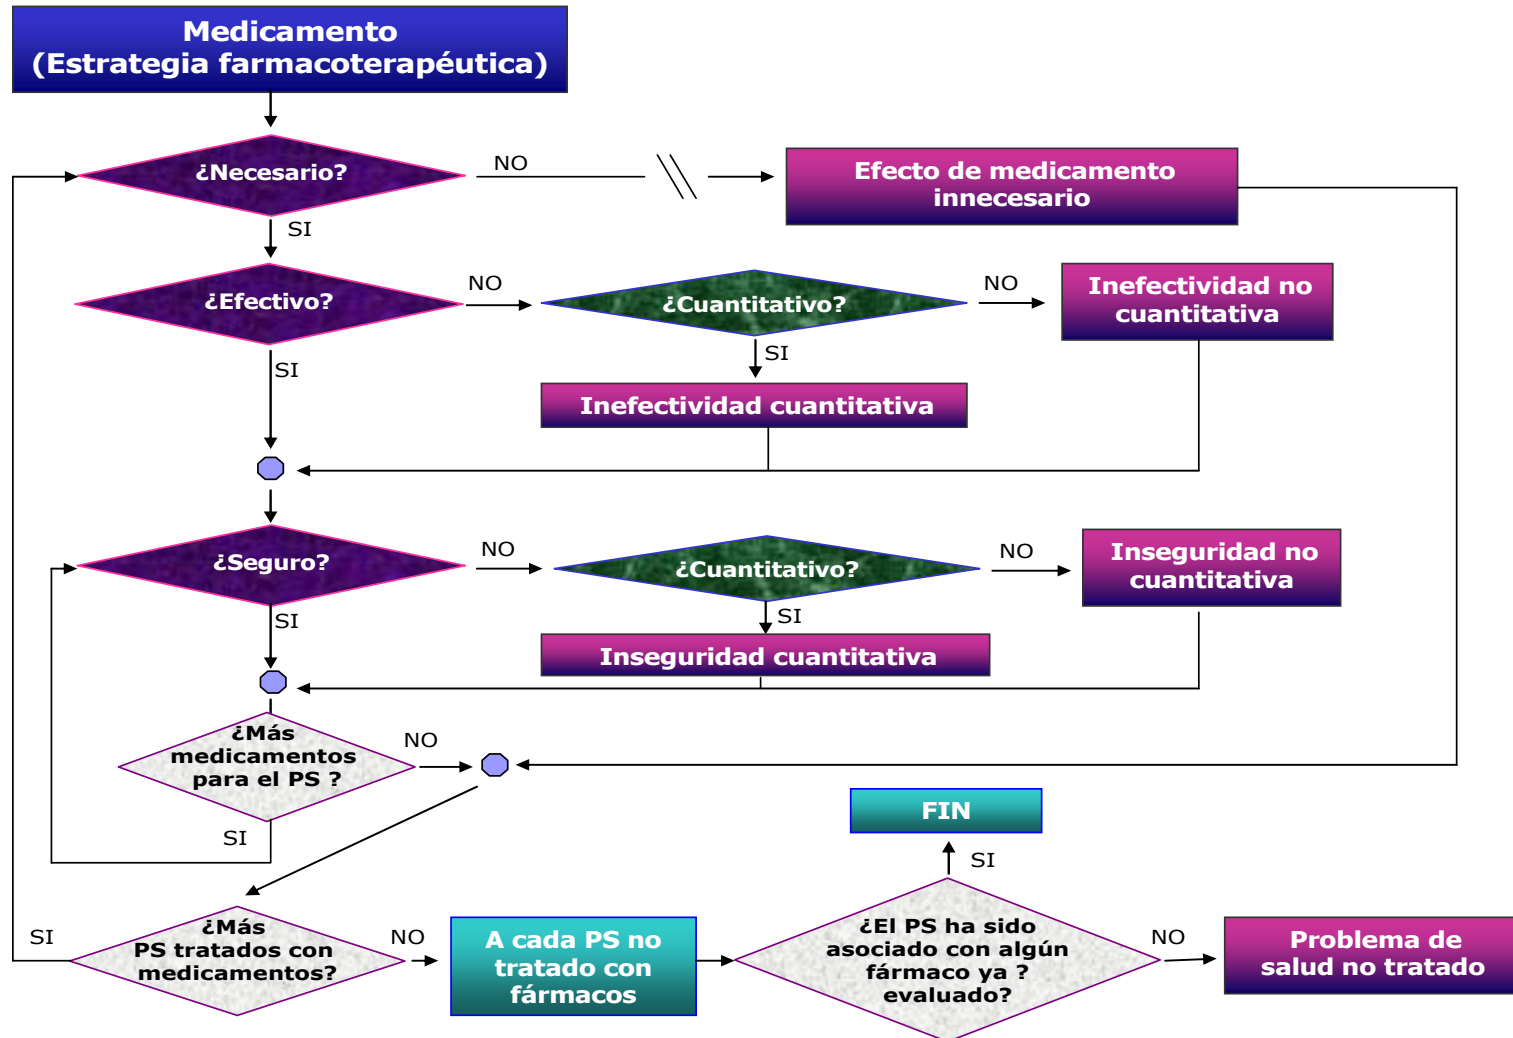 Medicamento
(Estrategia farmacoterapéutica)
¿Necesario?
NO
Efecto de medicamento
innecesario
SI
¿Efectivo?
NO
¿Cuantitativo?
NO
Inefectividad no
cuantitativa
SI
SI
Inefectividad cuantitativa
¿Seguro?
NO
¿Cuantitativo?
NO
Inseguridad no
cuantitativa
SI
SI
Inseguridad cuantitativa
¿Más
medicamentos
para el PS ?
NO
SI
FIN
SI
¿Más
PS tratados con
medicamentos?
SI
NO
A cada PS no
tratado con
fármacos
¿El PS ha sido
asociado con algún
fármaco ya ?
evaluado?
NO
Problema de
salud no tratado